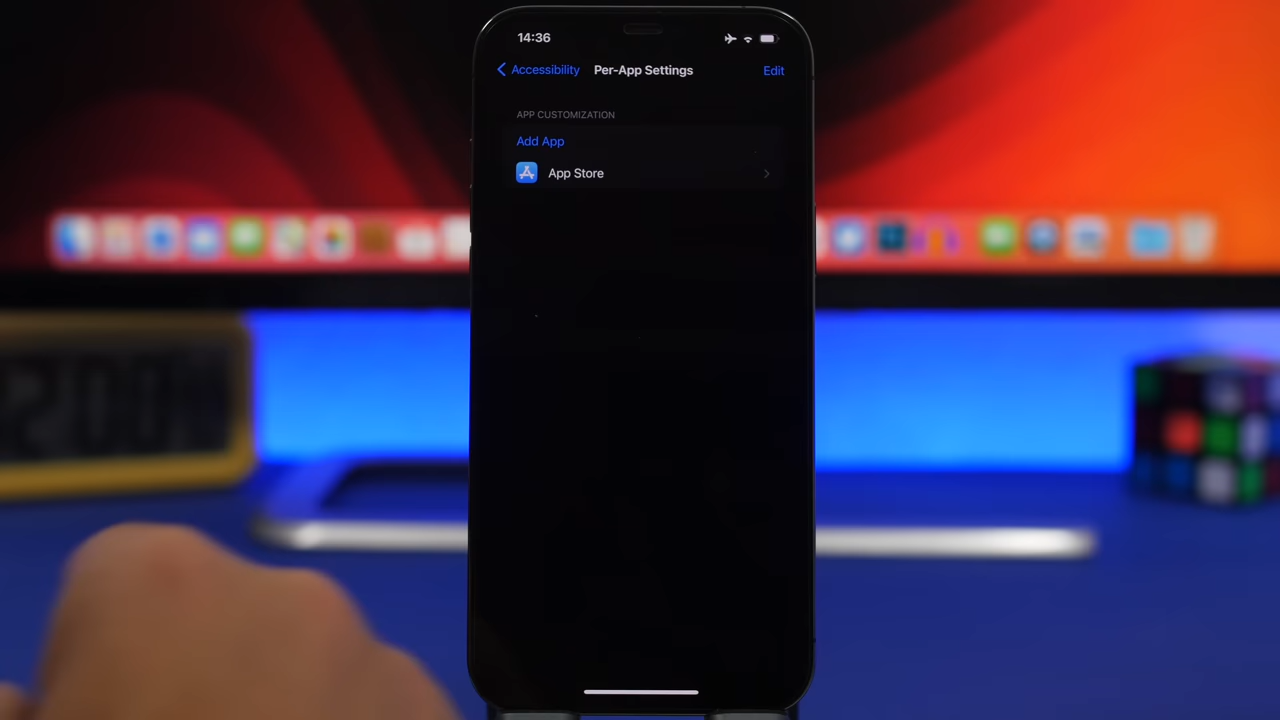 14:36
Accessibility Per-App Settings Edit
APP CUSTOMIZATION
Add App
App Store